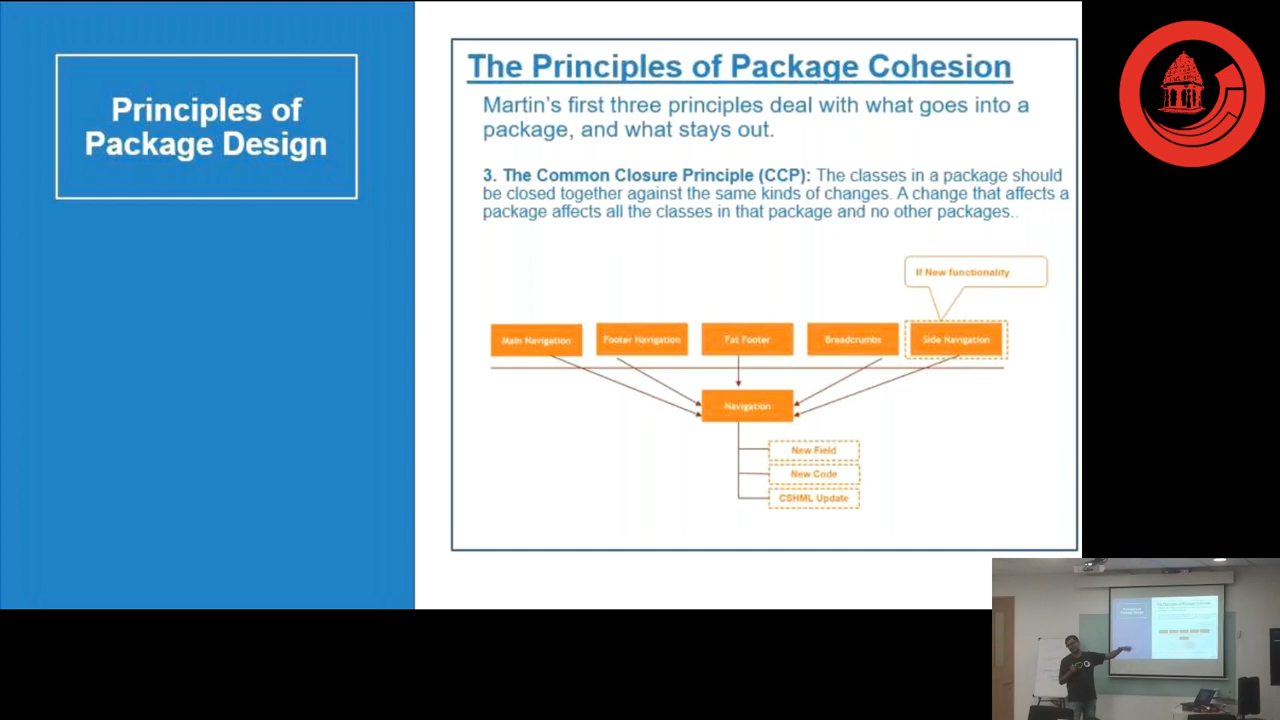 Principles of
Package Design
The Principles of Package Cohesion
Martin's first three principles deal with what goes into a
package, and what stays out.
3. The Common Closure Principle (CCP): The classes in a package should
be closed together against the same kinds of changes. A change that affects a
package affects all the classes in that package and no other packages..
If New functionality
Main Navigation
Footer Navigation
Fat Footer
Breadcrumbs
Side Navigation
Navigation
New Field
New Code
CSHML Update
Principles of
Package Design